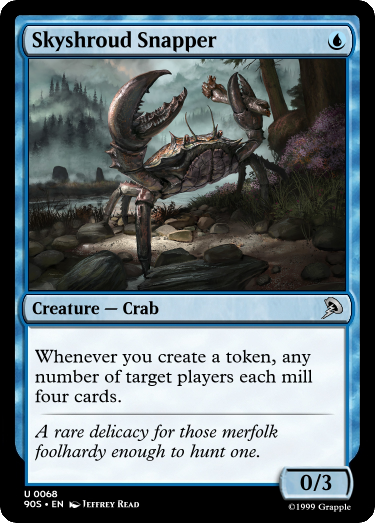 Skyshroud Snapper
Creature — Crab
Whenever you create a token, any
number of target players each mill
four cards.
A rare delicacy for those merfolk
foolhardy enough to hunt one.
0/3
U 0068
90S • EN Jeffrey Read
©1999 Grapple